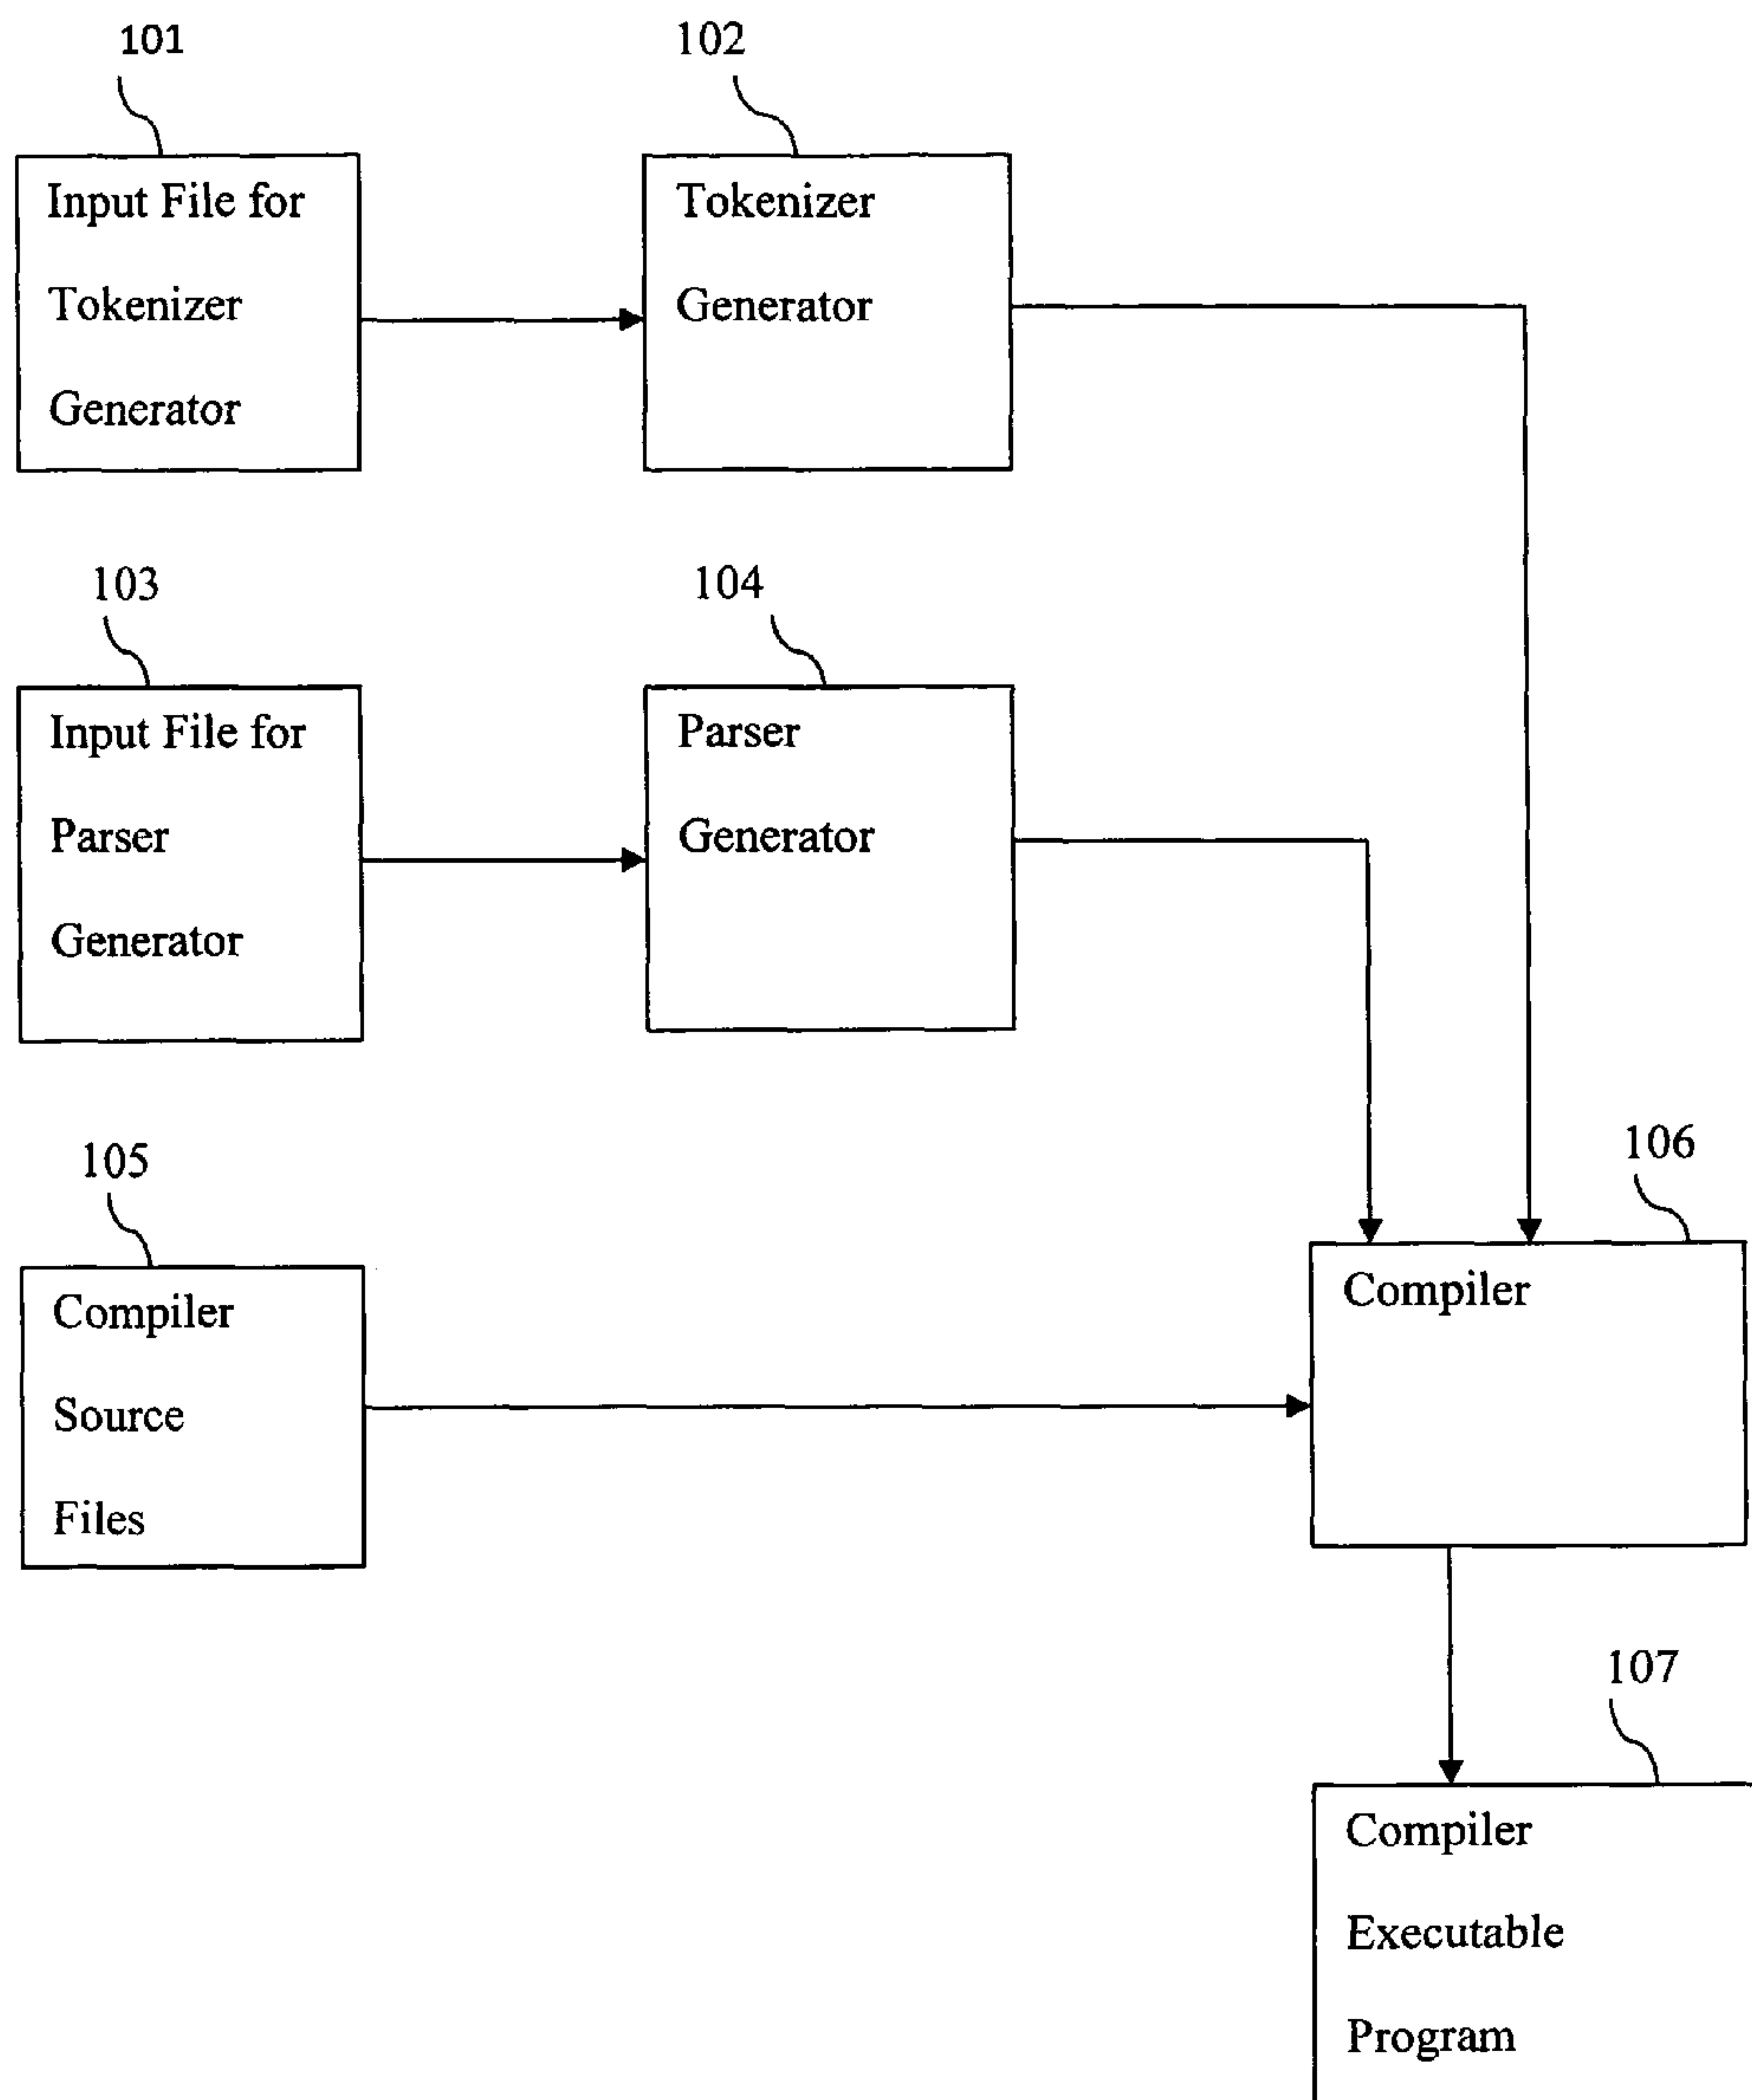 101
102
Input File for
Tokenizer
Generator
Tokenizer
Generator
103
104
Input File for
Parser
Generator
Parser
Generator
105
106
Compiler
Source
Files
Compiler
107
Compiler
Executable
Program